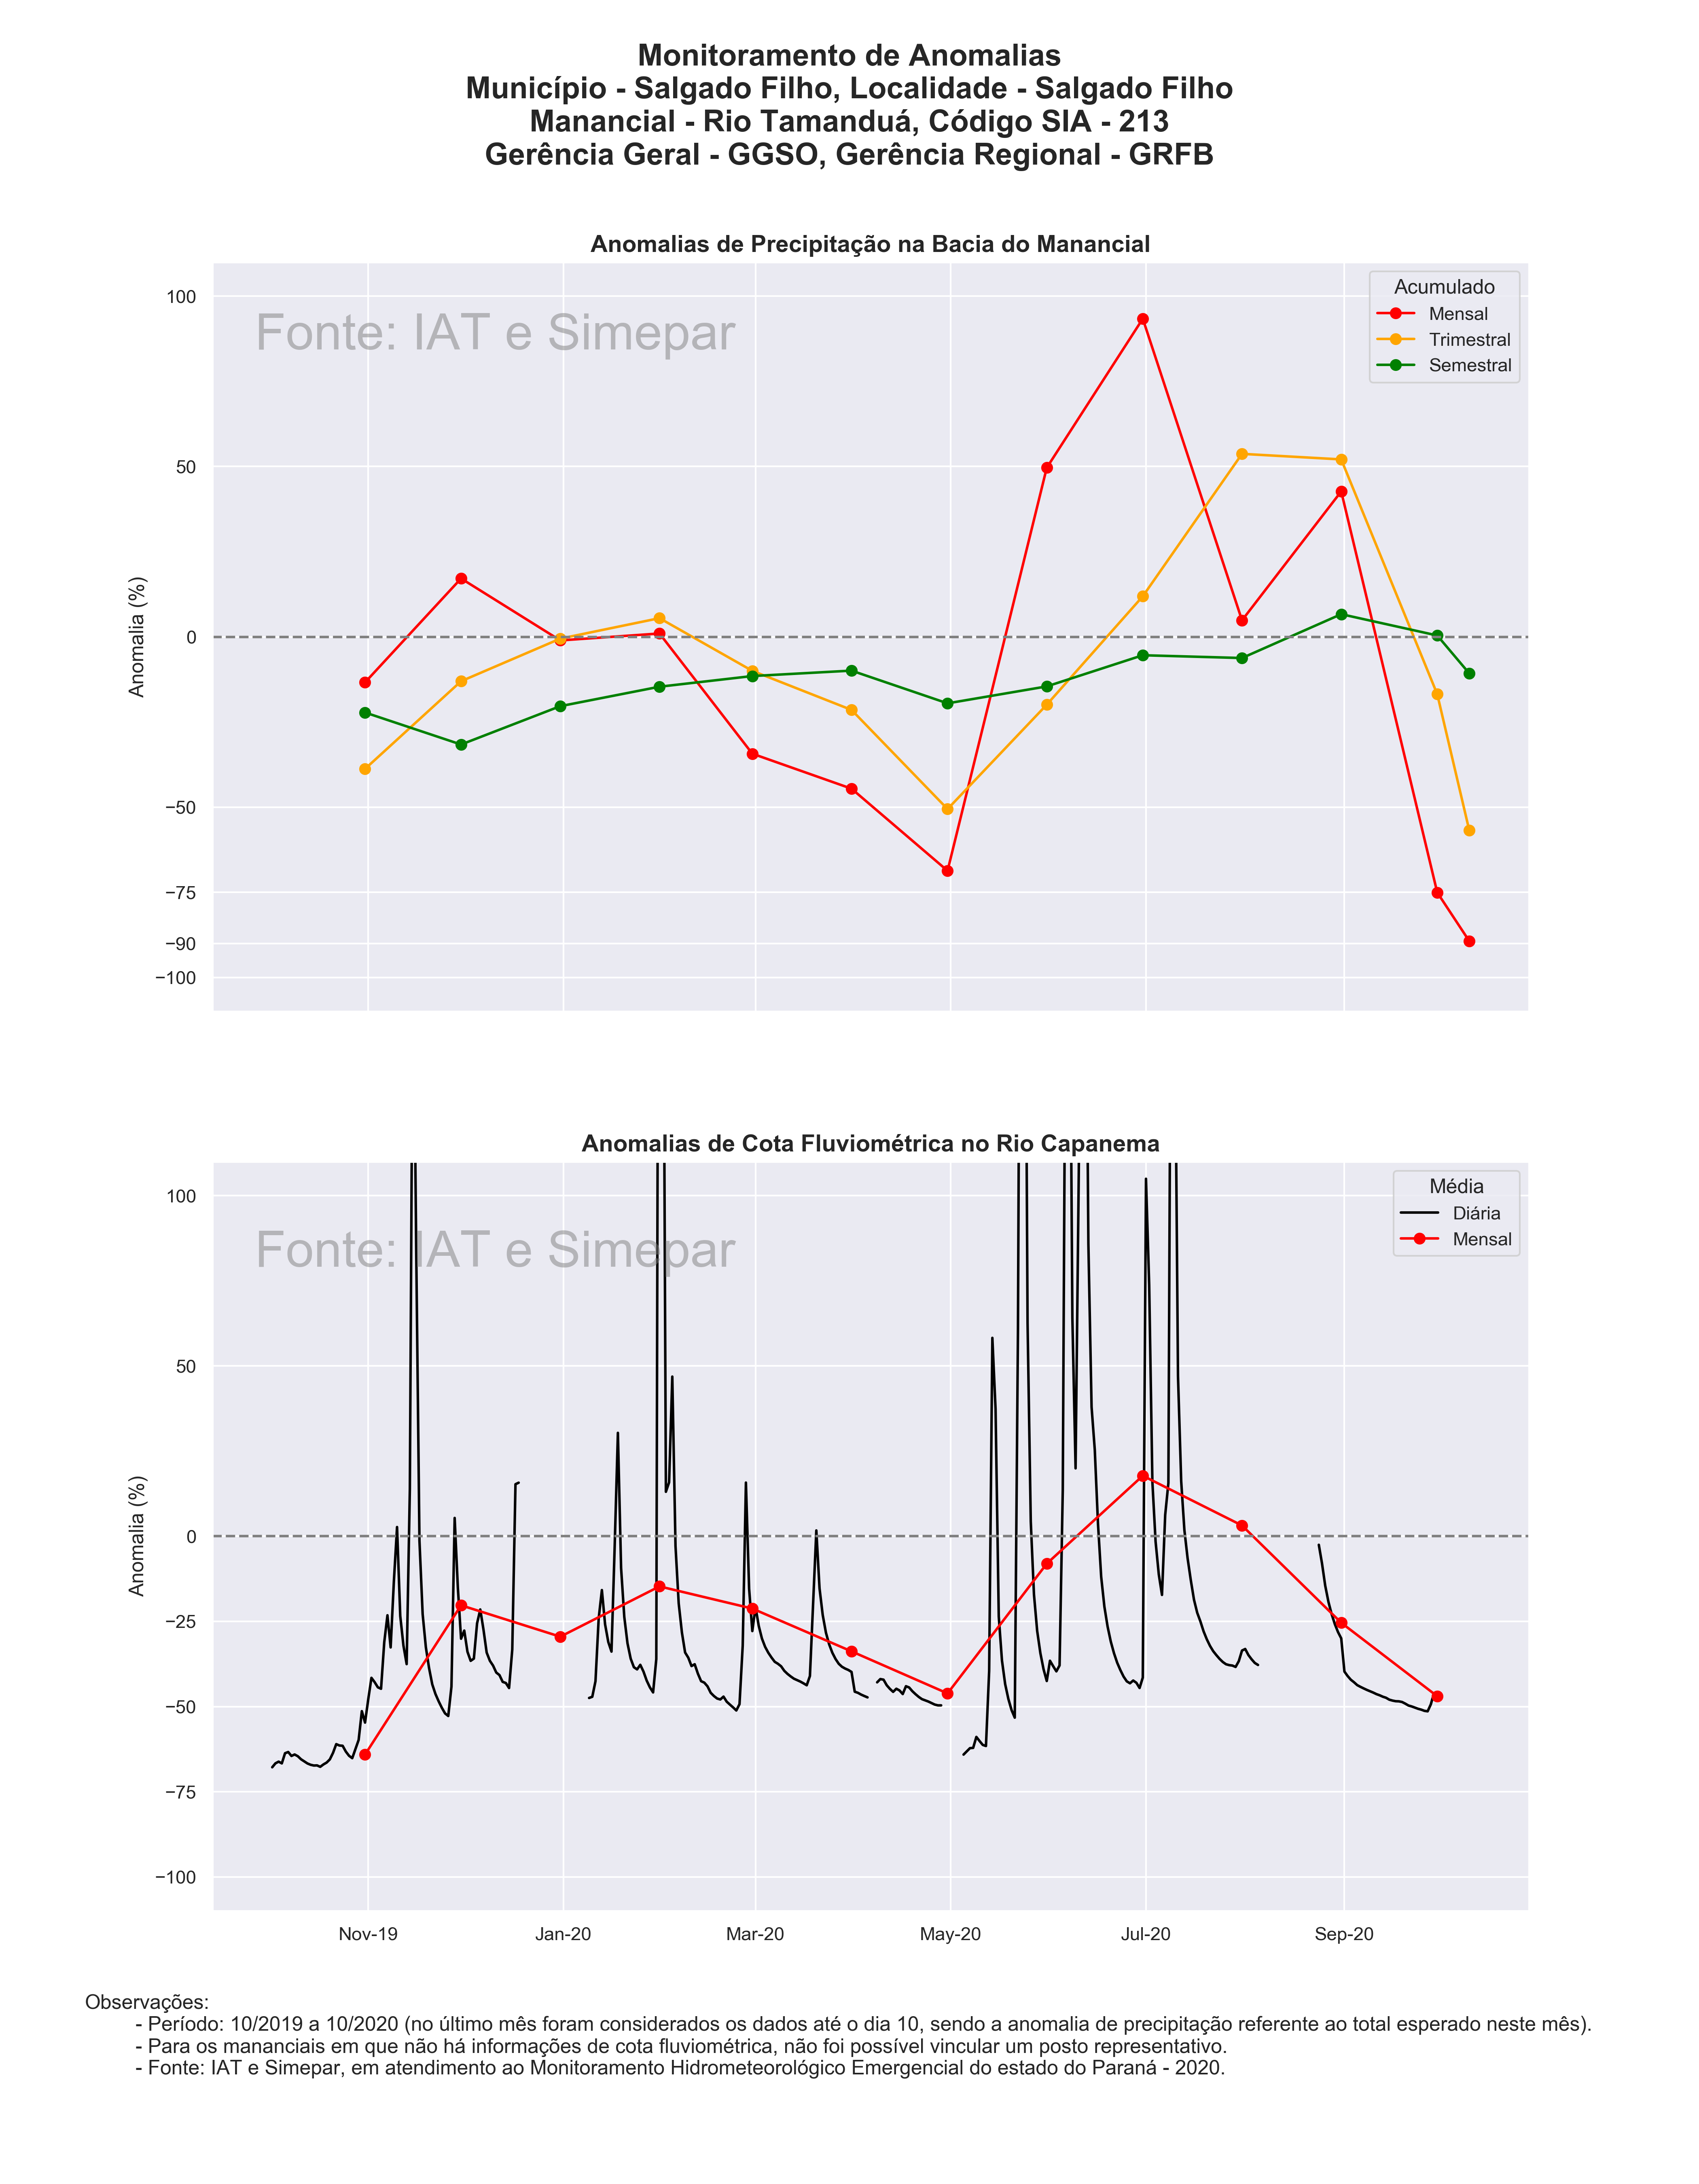 Monitoramento de Anomalias
Município - Salgado Filho, Localidade - Salgado Filho
Manancial - Rio Tamanduá, Código SIA - 213
Gerência Geral - GGSO, Gerência Regional - GRFB
Anomalias de Precipitação na Bacia do Manancial
Fonte: IAT e Simepar
Acumulado
Mensal
Trimestral
Semestral
Anomalia (%)
100
50
0
−50
−75
−90
−100
Anomalias de Cota Fluviométrica no Rio Capanema
Fonte: IAT e Simepar
Média
Diária
Mensal
Anomalia (%)
100
50
0
−25
−50
−75
−100
Nov-19 Jan-20 Mar-20 May-20 Jul-20 Sep-20
Observações:
- Período: 10/2019 a 10/2020 (no último mês foram considerados os dados até o dia 10, sendo a anomalia de precipitação referente ao total esperado neste mês).
- Para os mananciais em que não há informações de cota fluviométrica, não foi possível vincular um posto representativo.
- Fonte: IAT e Simepar, em atendimento ao Monitoramento Hidrometeorológico Emergencial do estado do Paraná - 2020.